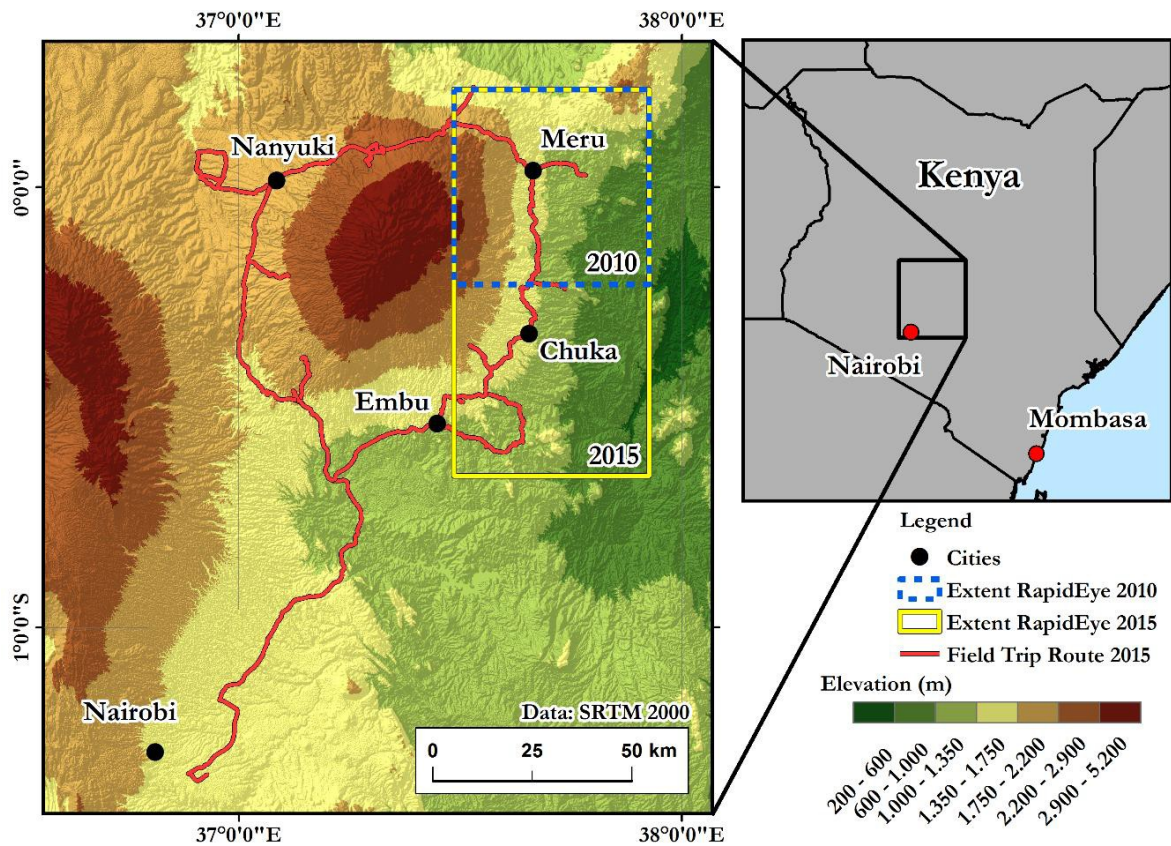 37°0'0"E
38°0'0"E
0°0'0"
1°0'0"S
Nanyuki
Meru
2010
Chuka
Embu
2015
Nairobi
Data: SRTM 2000
0 25 50 km
37°0'0"E
38°0'0"E
Kenya
Nairobi
Mombasa
Legend
Cities
Extent RapidEye 2010
Extent RapidEye 2015
Field Trip Route 2015
Elevation (m)
200 - 600
600 - 1.000
1.000 - 1.350
1.350 - 1.750
1.750 - 2.200
2.200 - 2.900
2.900 - 5.200